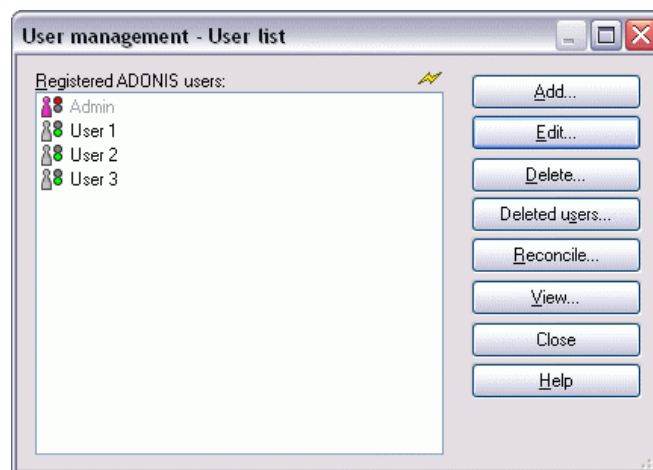 User management - User list
Registered ADONIS users:
Admin
User 1
User 2
User 3
Add...
Edit...
Delete...
Deleted users...
Reconcile...
View...
Close
Help